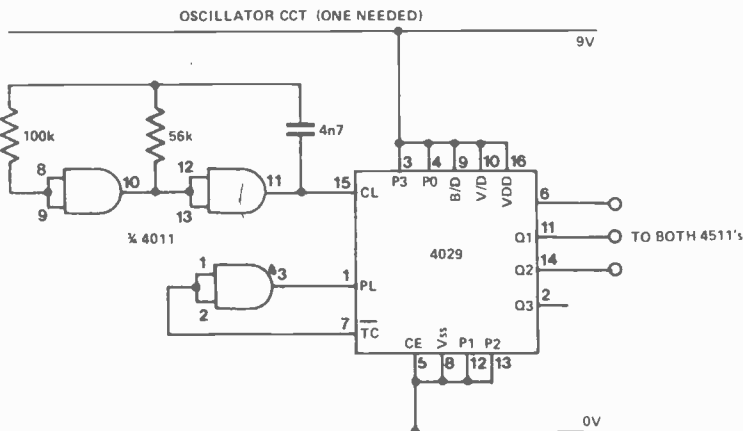 OSCILLATOR CCT (ONE NEEDED)
9V
100k
56k
4n7
8
9
10
12
13
11
15
CL
3
4
9
10
16
P3
P0
B/D
V/D
VDD
6
Q1
11
TO BOTH 4511's
4029
14
Q2
2
Q3
¾ 4011
1
2
3
1
PL
7
TC
CE
Vss
P1
P2
5
8
12
13
0V